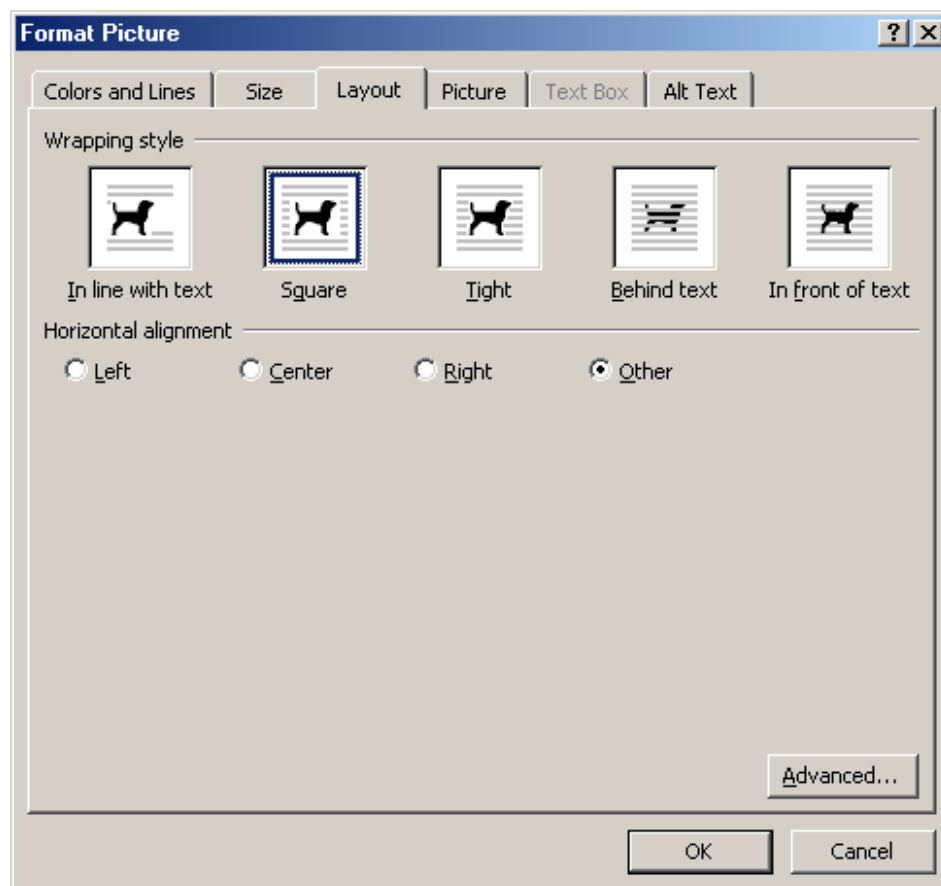 Format Picture
Colors and Lines Size Layout Picture Text Box Alt Text
Wrapping style
In line with text Square Tight Behind text In front of text
Horizontal alignment
Left Center Right Other
Advanced...
OK Cancel